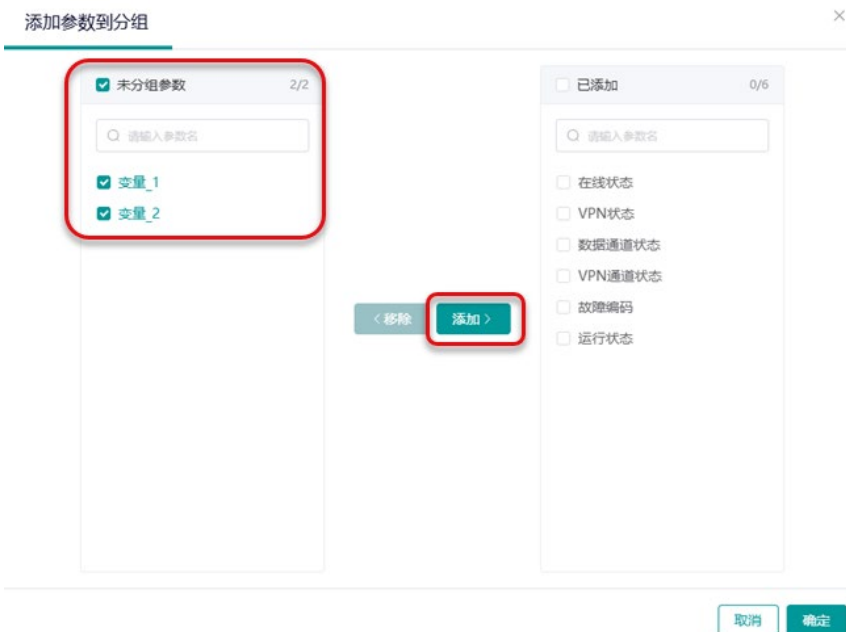 添加参数到分组
×
未分组参数 2/2
请输入参数名
变量_1
变量_2
<移除
添加>
已添加 0/6
请输入参数名
在线状态
VPN状态
数据通道状态
VPN通道状态
故障编码
运行状态
取消
确定